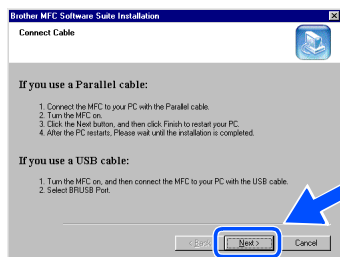 Brother MFC Software Suite Installation
Connect Cable
If you use a Parallel cable:
1. Connect the MFC to your PC with the Parallel cable.
2. Turn the MFC on.
3. Click the Next button, and then click Finish to restart your PC.
4. After the PC restarts, Please wait until the installation is completed.
If you use a USB cable:
1. Turn the MFC on, and then connect the MFC to your PC with the USB cable.
2. Select BRUSB Port.
< Back
Next >
Cancel